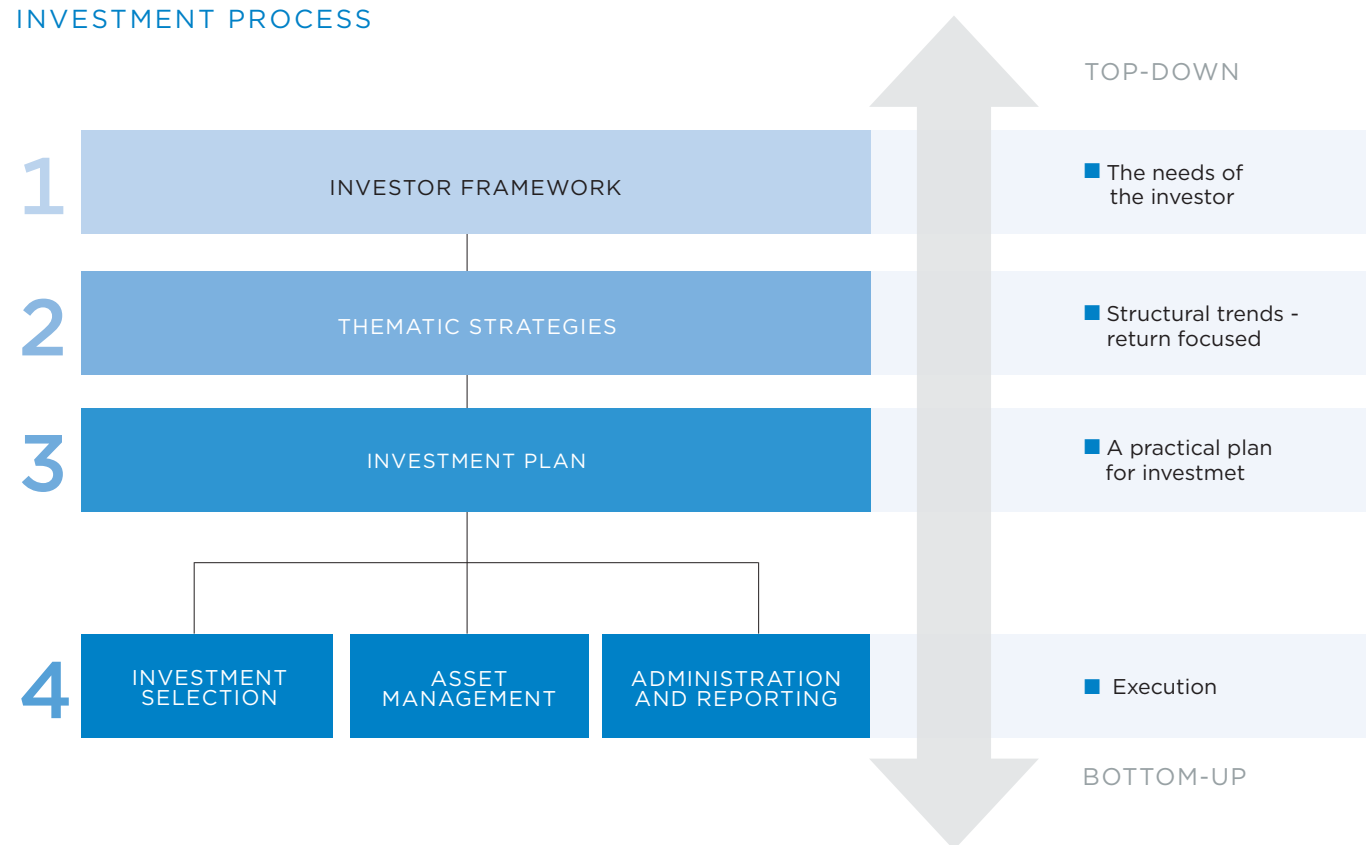 INVESTMENT PROCESS
TOP-DOWN
1
INVESTOR FRAMEWORK
■ The needs of
the investor
2
THEMATIC STRATEGIES
■ Structural trends -
return focused
3
INVESTMENT PLAN
■ A practical plan
for investmet
4
INVESTMENT
SELECTION
ASSET
MANAGEMENT
ADMINISTRATION
AND REPORTING
■ Execution
BOTTOM-UP